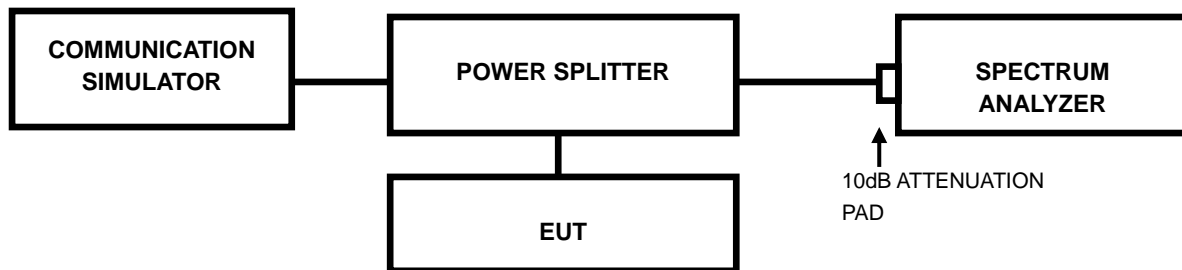 COMMUNICATION
SIMULATOR
POWER SPLITTER
SPECTRUM
ANALYZER
10dB ATTENUATION
PAD
EUT